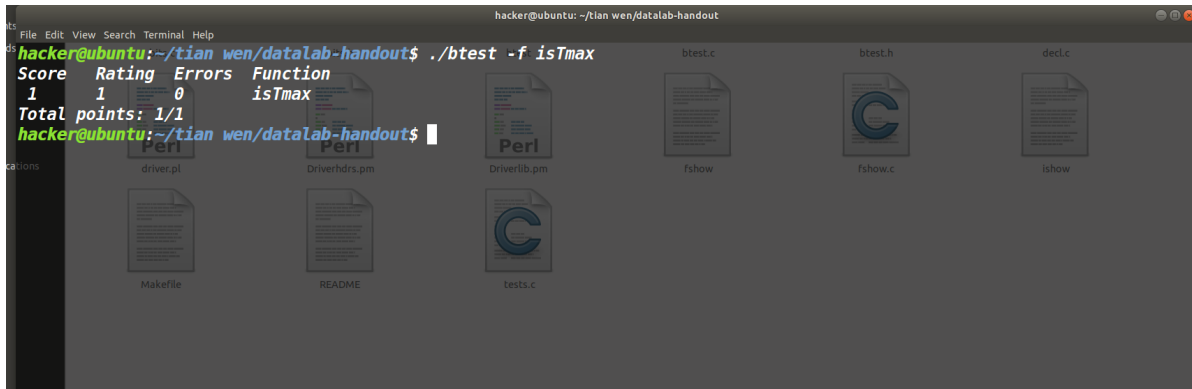 hacker@ubuntu: ~/tian wen/datalab-handout
File Edit View Search Terminal Help
hacker@ubuntu:~/tian wen/datalab-handout$ ./btest -f isTmax
Score Rating Errors Function
1 1 0 isTmax
Total points: 1/1
hacker@ubuntu:~/tian wen/datalab-handout$
btest.c btest.h decl.c
Perl Perl Perl
driver.pl Driverhdrs.pm Driverlib.pm fshow fshow.c ishow
Makefile README tests.c